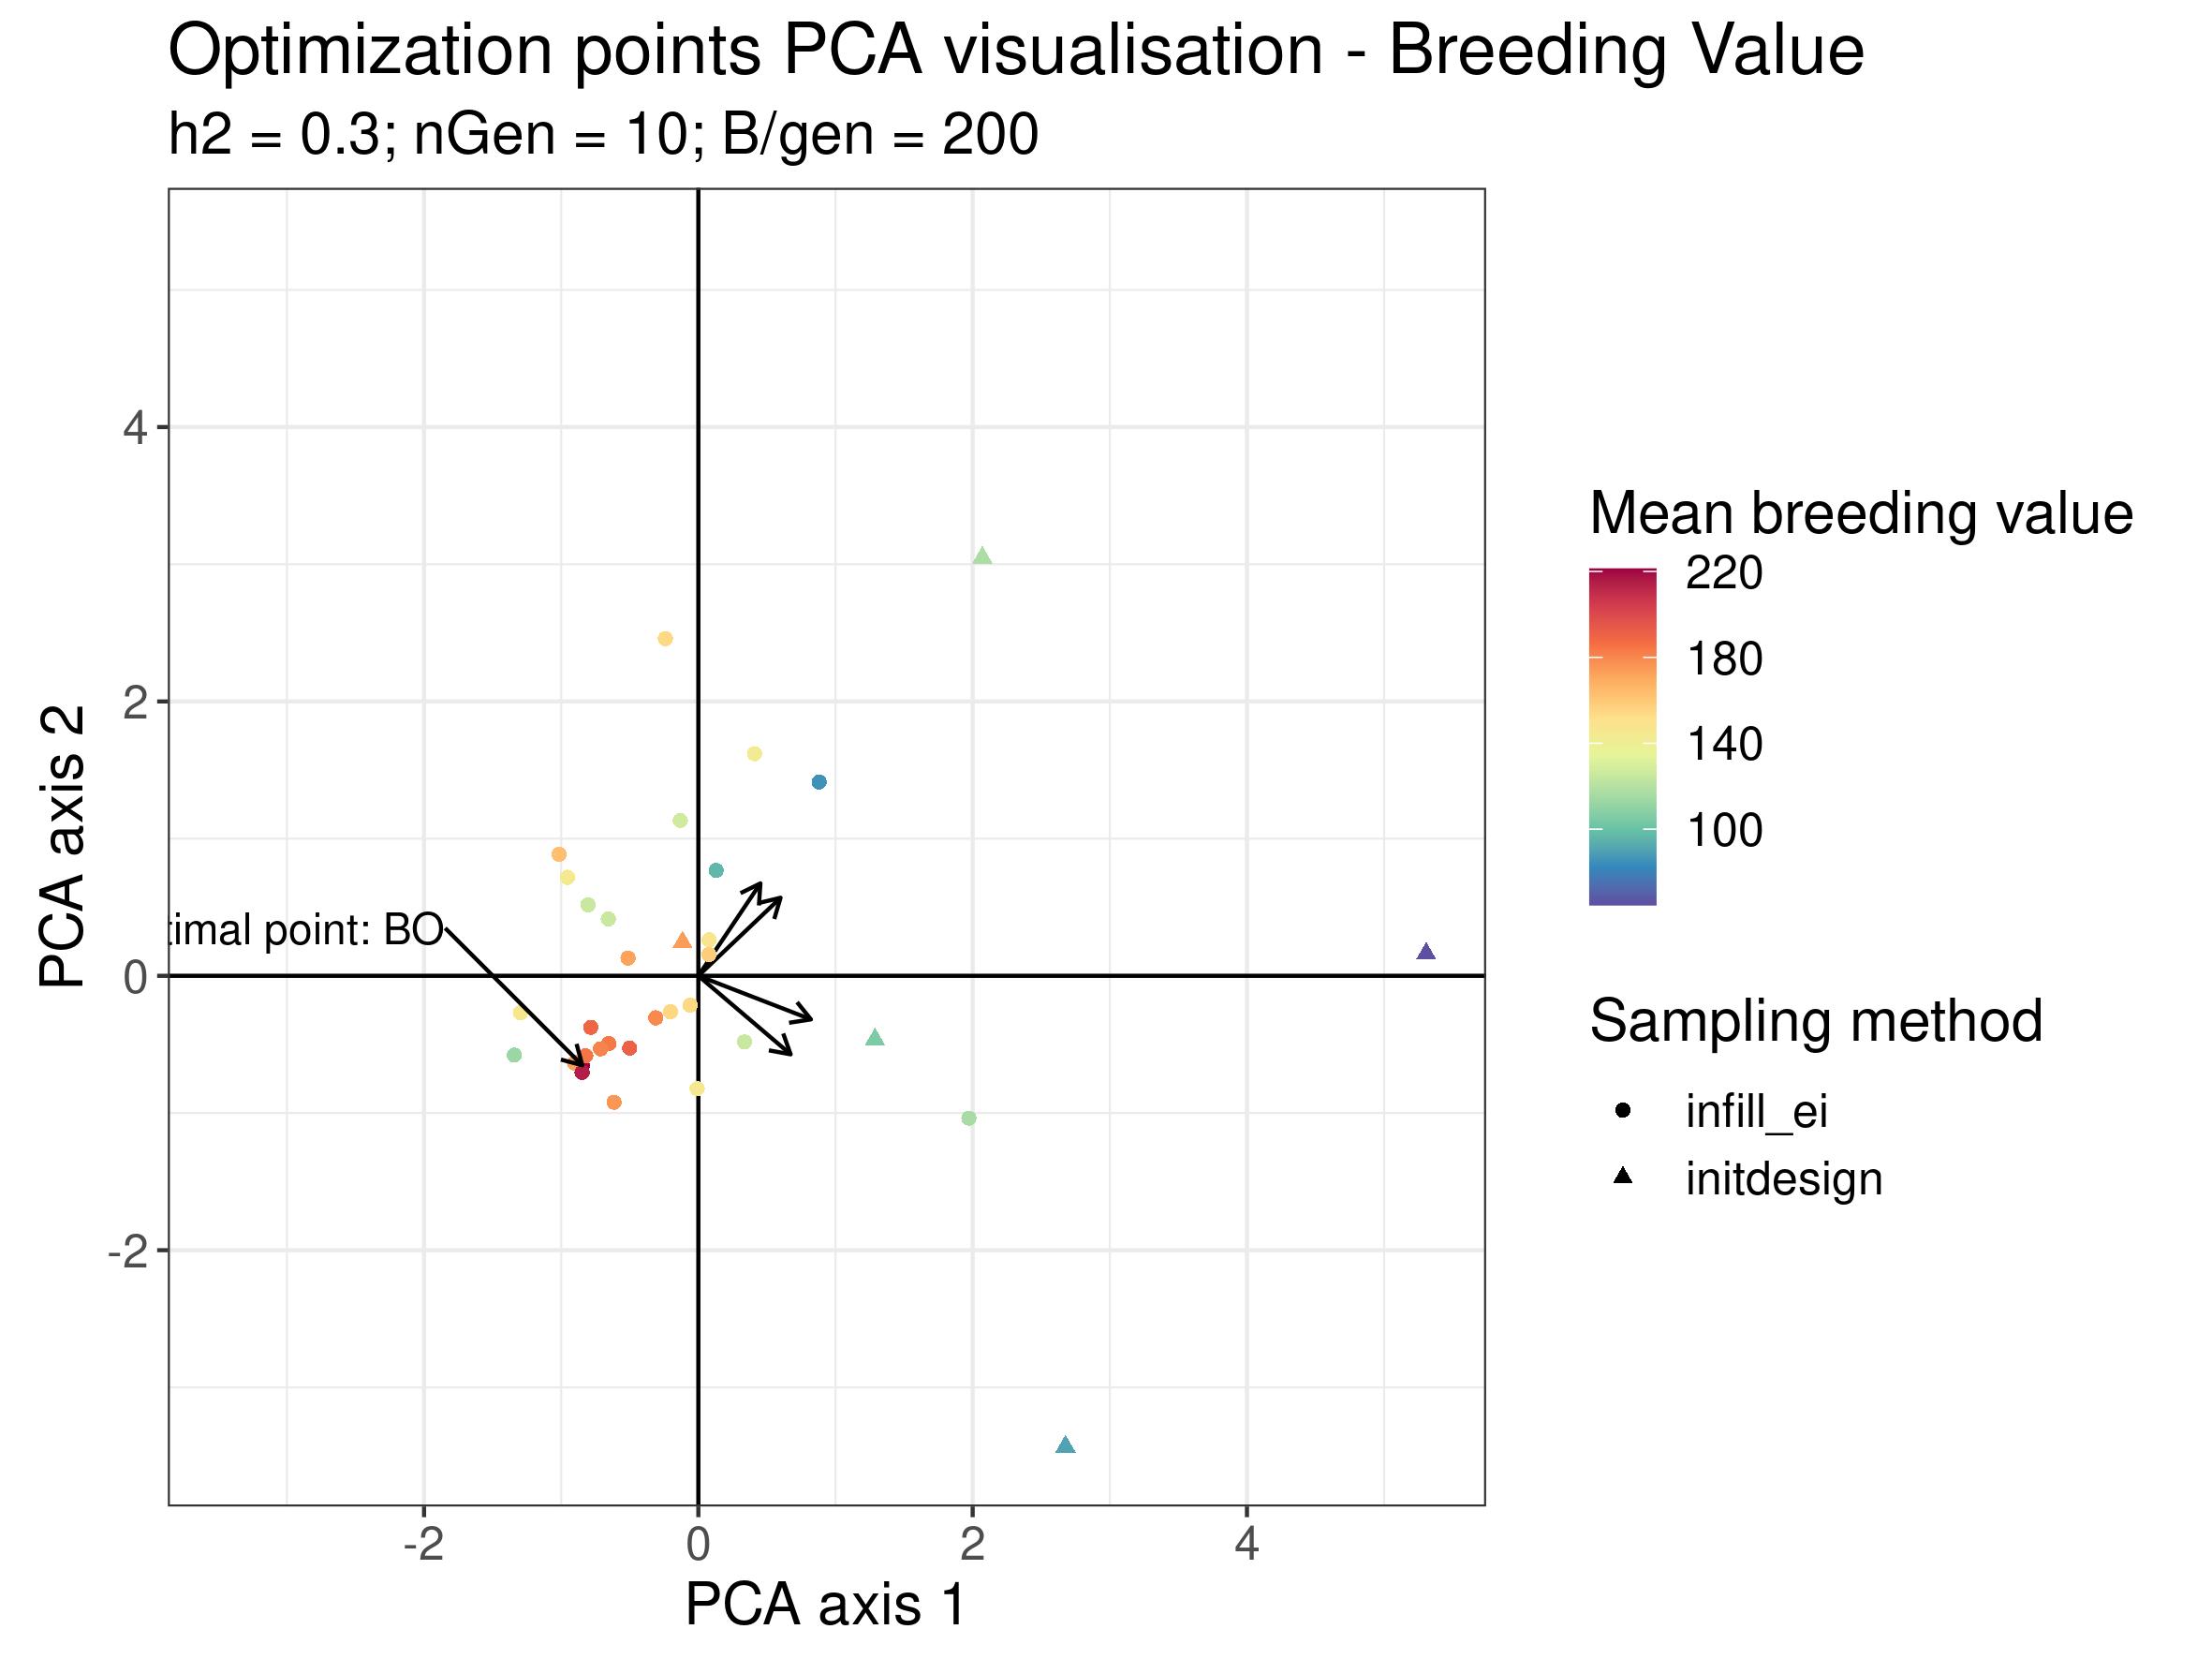 Optimization points PCA visualisation - Breeding Value
h2 = 0.3; nGen = 10; B/gen = 200
PCA axis 2
4
2
0
-2
timal point: BO
-2
0
2
4
PCA axis 1
Mean breeding value
220
180
140
100
Sampling method
infill_ei
initdesign